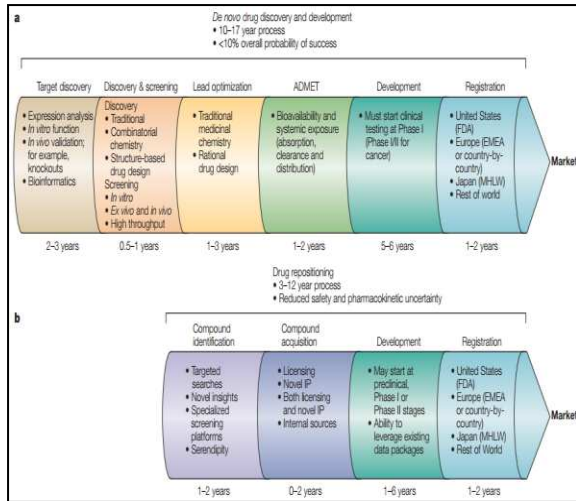 a
De novo drug discovery and development
• 10–17 year process
• <10% overall probability of success
Target discovery
• Expression analysis
• In vitro function
• In vivo validation;
for example,
knockouts
• Bioinformatics
2–3 years
Discovery & screening
Discovery
• Traditional
• Combinatorial
chemistry
• Structure-based
drug design
Screening
• In vitro
• Ex vivo and in vivo
• High throughput
0.5–1 years
Lead optimization
• Traditional
medicinal
chemistry
• Rational
drug design
1–3 years
ADMET
• Bioavailability and
systemic exposure
(absorption,
clearance and
distribution)
1–2 years
Development
• Must start clinical
testing at Phase I
(Phase I/II for
cancer)
5–6 years
Registration
• United States
(FDA)
• Europe (EMEA
or country-by-
country)
• Japan (MHLW)
• Rest of world
1–2 years
Market
b
Drug repositioning
• 3–12 year process
• Reduced safety and pharmacokinetic uncertainty
Compound
identification
• Targeted
searches
• Novel insights
• Specialized
screening
platforms
• Serendipity
1–2 years
Compound
acquisition
• Licensing
• Novel IP
• Both licensing
and novel IP
• Internal sources
0–2 years
Development
• May start at
preclinical,
Phase I or
Phase II stages
• Ability to
leverage existing
data packages
1–6 years
Registration
• United States
(FDA)
• Europe (EMEA
or country-by-
country)
• Japan (MHLW)
• Rest of World
1–2 years
Market